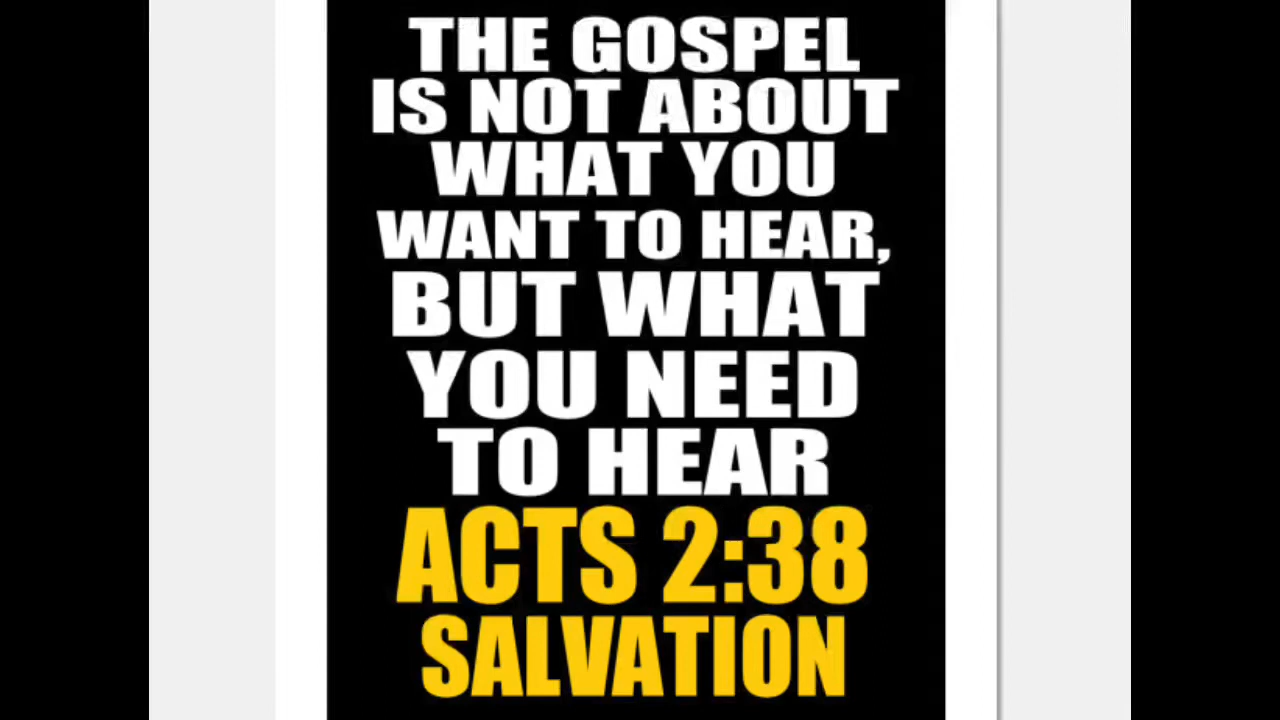 THE GOSPEL
IS NOT ABOUT
WHAT YOU
WANT TO HEAR,
BUT WHAT
YOU NEED
TO HEAR
ACTS 2:38
SALVATION